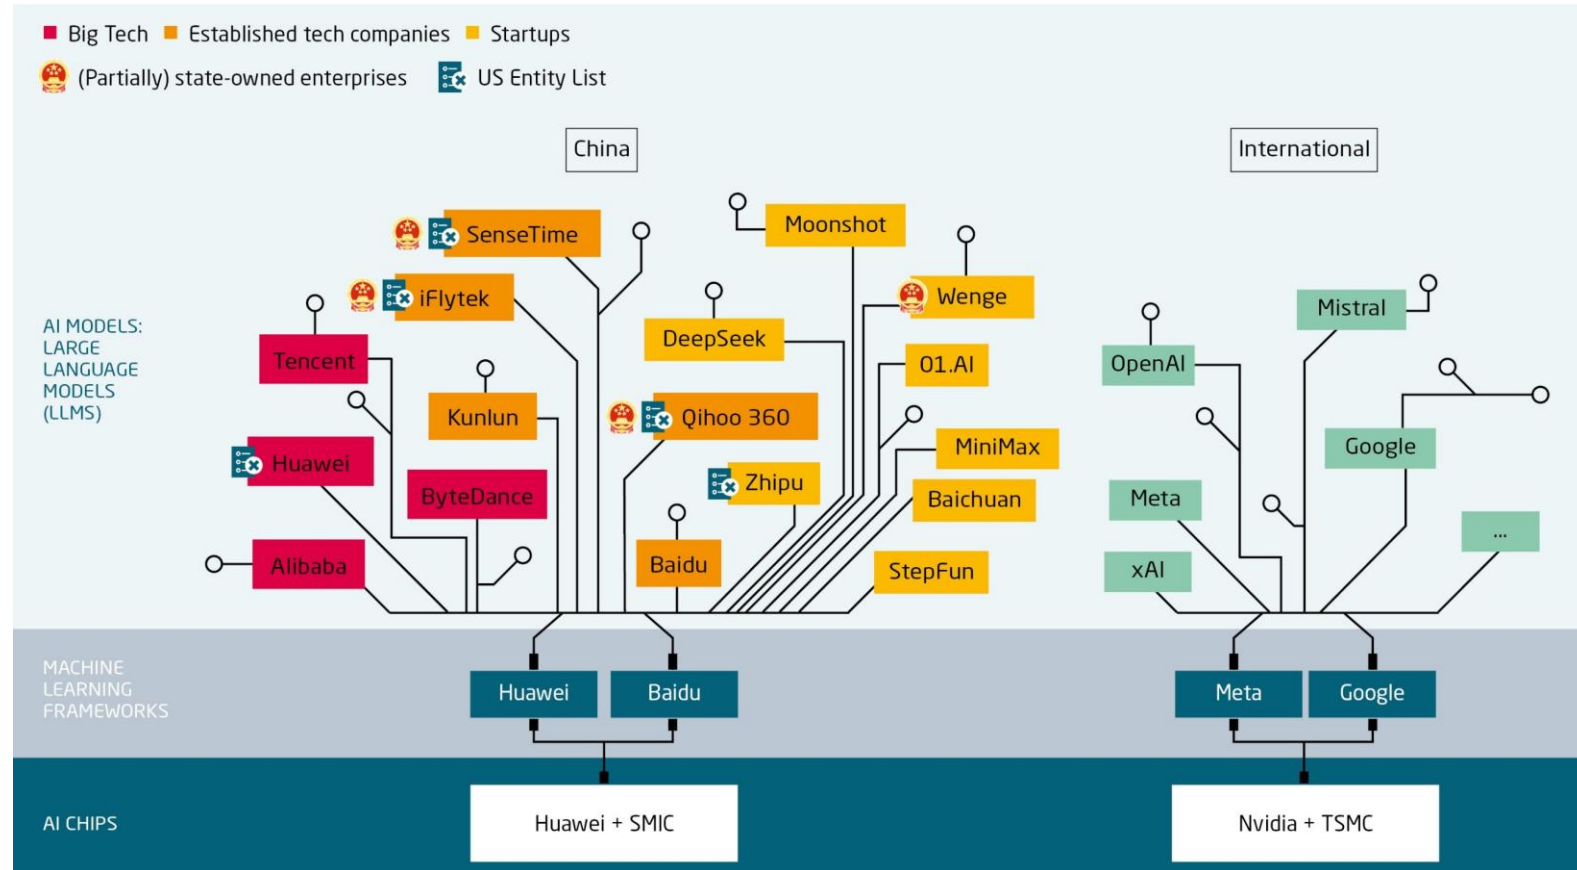 Big Tech
Established tech companies
Startups
(Partially) state-owned enterprises
US Entity List
China
International
AI MODELS:
LARGE
LANGUAGE
MODELS
(LLMS)
SenseTime
iFlytek
Tencent
Kunlun
Huawei
ByteDance
Alibaba
Moonshot
Wenge
DeepSeek
01.AI
Qihoo 360
MiniMax
Zhipu
Baichuan
Baidu
StepFun
Mistral
OpenAI
Google
Meta
xAI
...
MACHINE
LEARNING
FRAMEWORKS
Huawei
Baidu
Meta
Google
AI CHIPS
Huawei + SMIC
Nvidia + TSMC